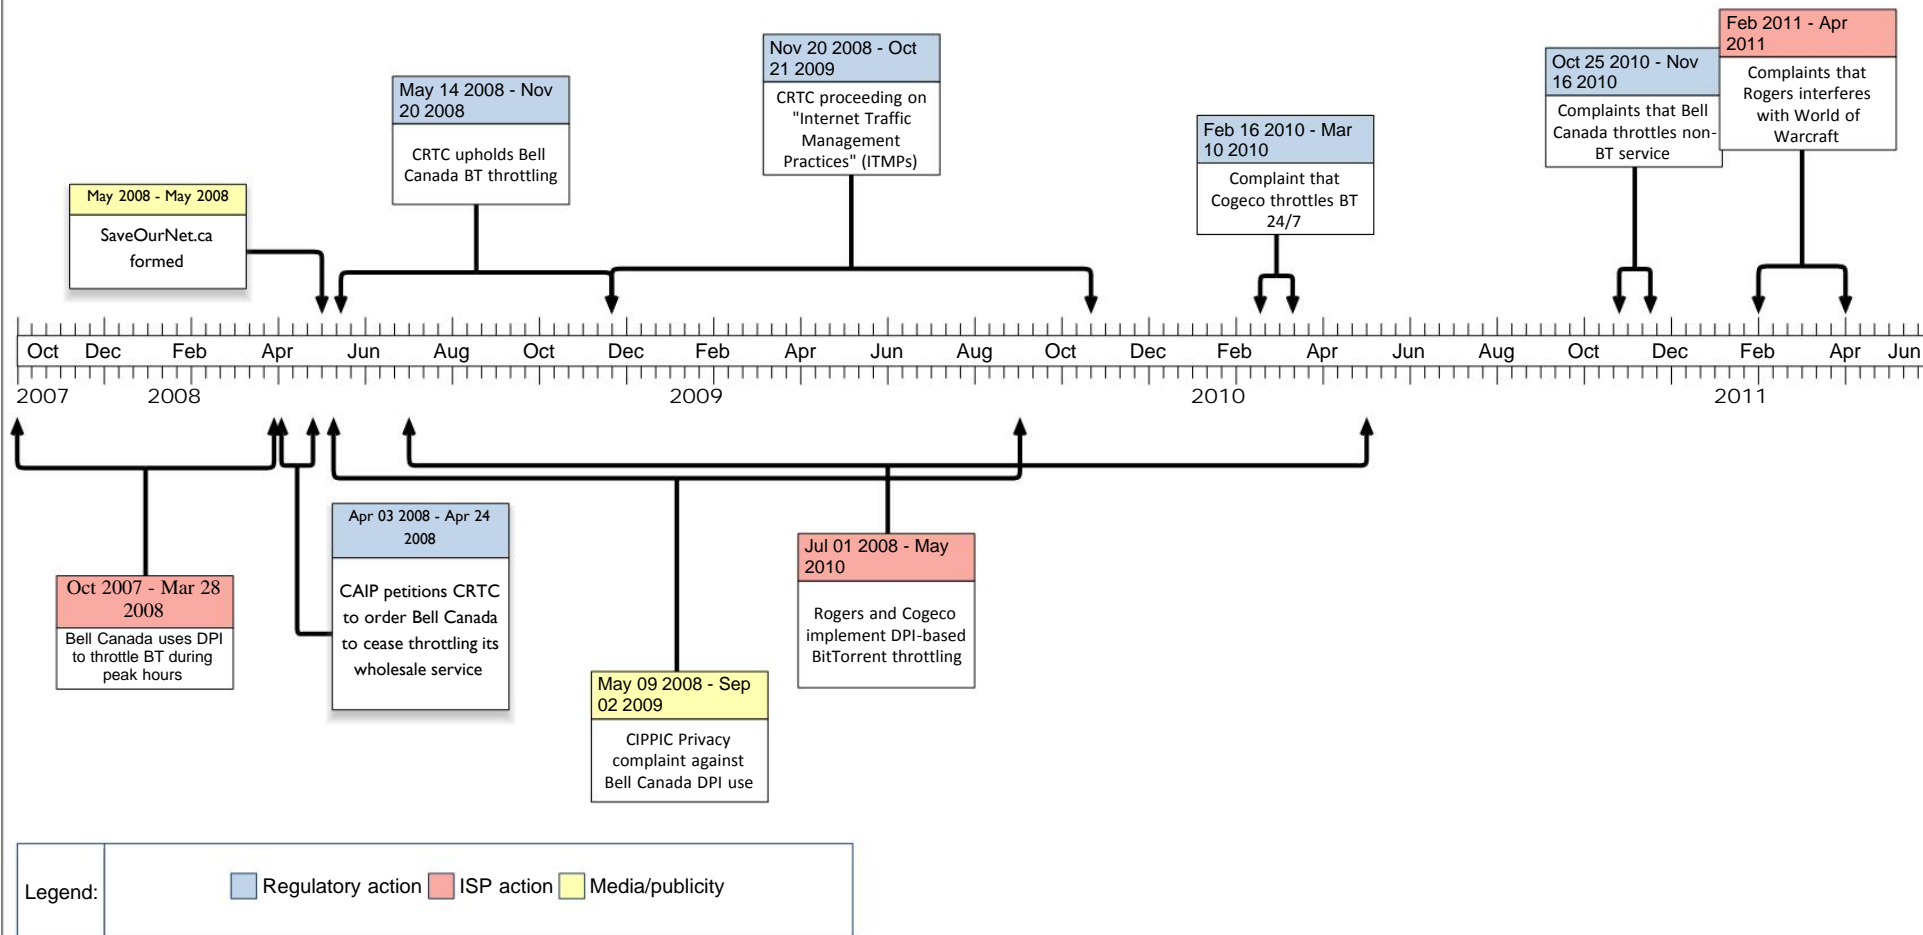 Feb 2011 - Apr
2011
Complaints that
Rogers interferes
with World of
Warcraft
Nov 20 2008 - Oct
21 2009
CRTC proceeding on
"Internet Traffic
Management
Practices" (ITMPs)
Oct 25 2010 - Nov
16 2010
Complaints that Bell
Canada throttles non-
BT service
May 14 2008 - Nov
20 2008
CRTC upholds Bell
Canada BT throttling
Feb 16 2010 - Mar
10 2010
Complaint that
Cogeco throttles BT
24/7
May 2008 - May 2008
SaveOurNet.ca
formed
Oct Dec Feb Apr Jun Aug Oct Dec Feb Apr Jun Aug Oct Dec Feb Apr Jun Aug Oct Dec Feb Apr Jun
2007 2008 2009 2010 2011
Apr 03 2008 - Apr 24
2008
CAIP petitions CRTC
to order Bell Canada
to cease throttling its
wholesale service
Jul 01 2008 - May
2010
Rogers and Cogeco
implement DPI-based
BitTorrent throttling
Oct 2007 - Mar 28
2008
Bell Canada uses DPI
to throttle BT during
peak hours
May 09 2008 - Sep
02 2009
CIPPIC Privacy
complaint against
Bell Canada DPI use
Legend: Regulatory action ISP action Media/publicity